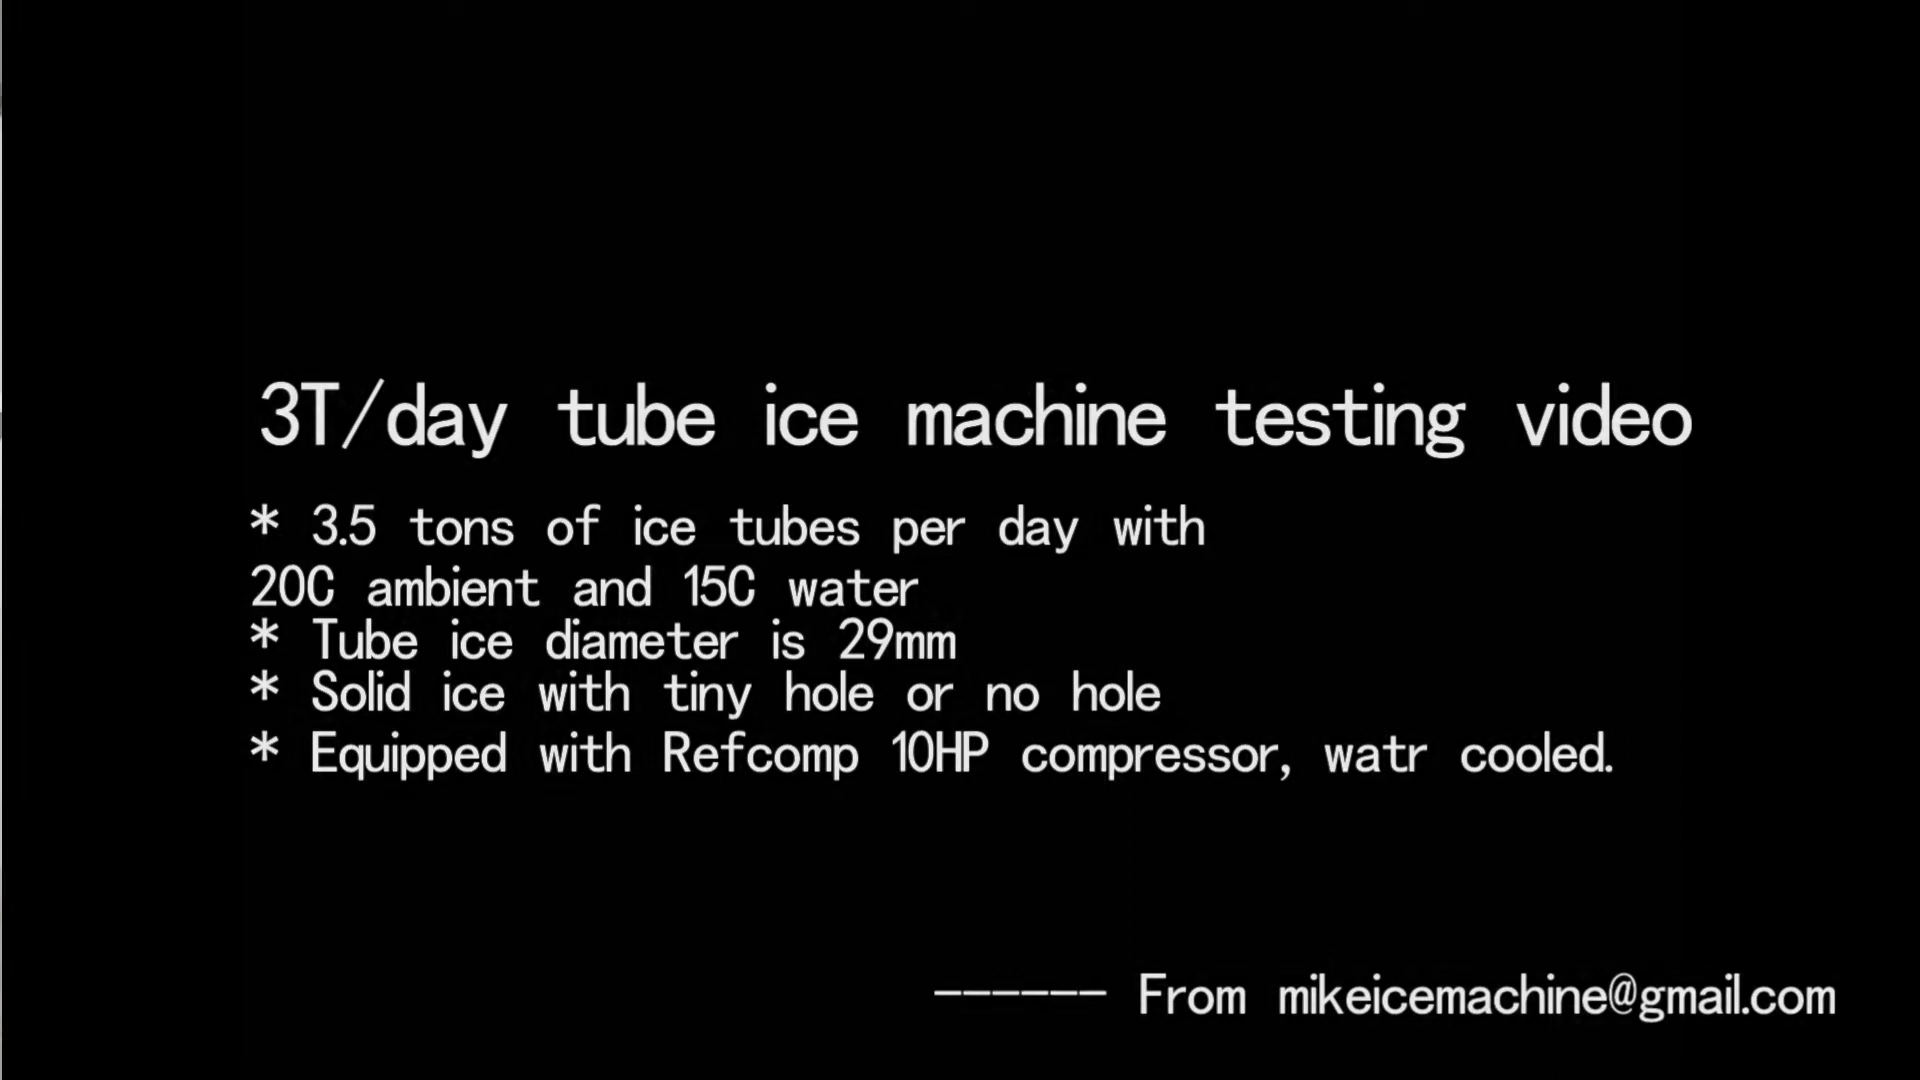 3T/day tube ice machine testing video
* 3.5 tons of ice tubes per day with
20C ambient and 15C water
* Tube ice diameter is 29mm
* Solid ice with tiny hole or no hole
* Equipped with Refcomp 10HP compressor, watr cooled.
------ From mikeicemachine@gmail.com